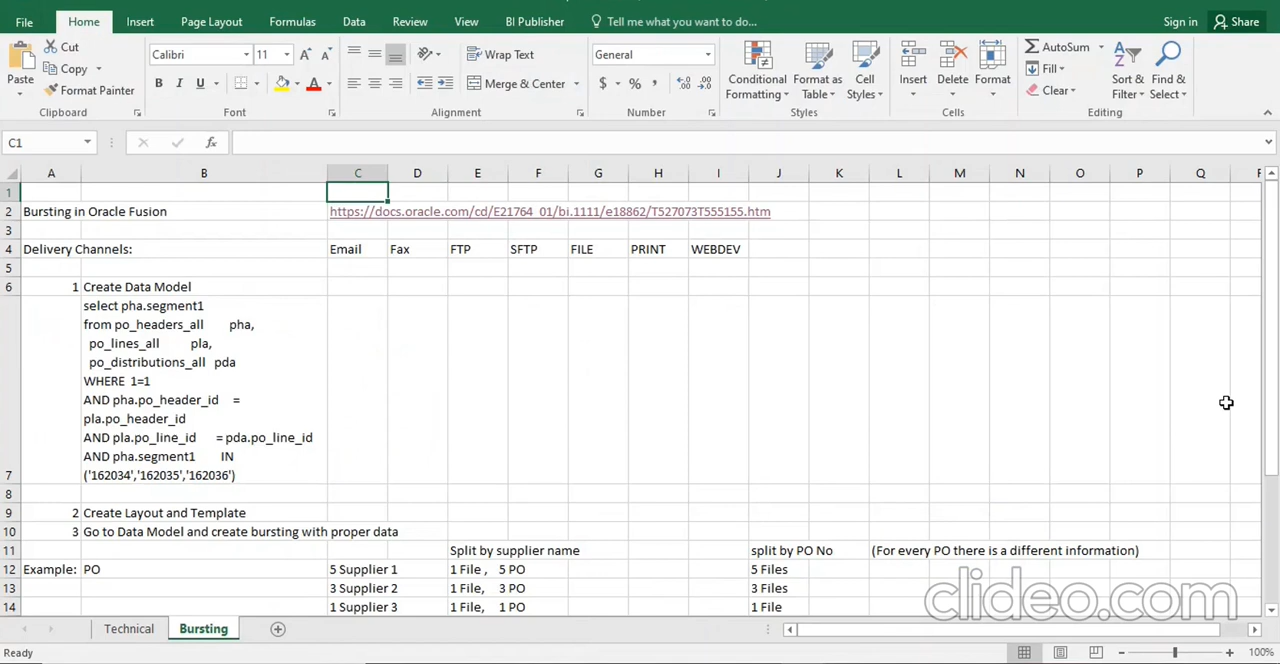 File Home Insert Page Layout Formulas Data Review View BI Publisher Tell me what you want to do... Sign in Share
Cut
Copy
Format Painter
Paste
Calibri 11 A A
B I U A
Wrap Text
Merge & Center
General
$ % ,
Conditional Formatting
Format as Table
Cell Styles
Insert Delete Format
AutoSum
Fill
Clear
Sort & Filter
Find & Select
Clipboard Font Alignment Number Styles Cells Editing
C1 fx
A B C D E F G H I J K L M N O P Q
1
2 Bursting in Oracle Fusion https://docs.oracle.com/cd/E21764_01/bi.1111/e18862/T527073T555155.htm
3
4 Delivery Channels: Email Fax FTP SFTP FILE PRINT WEBDEV
5
6 1 Create Data Model
select pha.segment1
from po_headers_all pha,
po_lines_all pla,
po_distributions_all pda
WHERE 1=1
AND pha.po_header_id =
pla.po_header_id
AND pla.po_line_id = pda.po_line_id
AND pha.segment1 IN
7 ('162034','162035','162036')
8
9 2 Create Layout and Template
10 3 Go to Data Model and create bursting with proper data
11 Split by supplier name split by PO No (For every PO there is a different information)
12 Example: PO 5 Supplier 1 1 File , 5 PO 5 Files
13 3 Supplier 2 1 File, 3 PO 3 Files
14 1 Supplier 3 1 File, 1 PO 1 File
clideo.com
Technical Bursting
Ready 100%